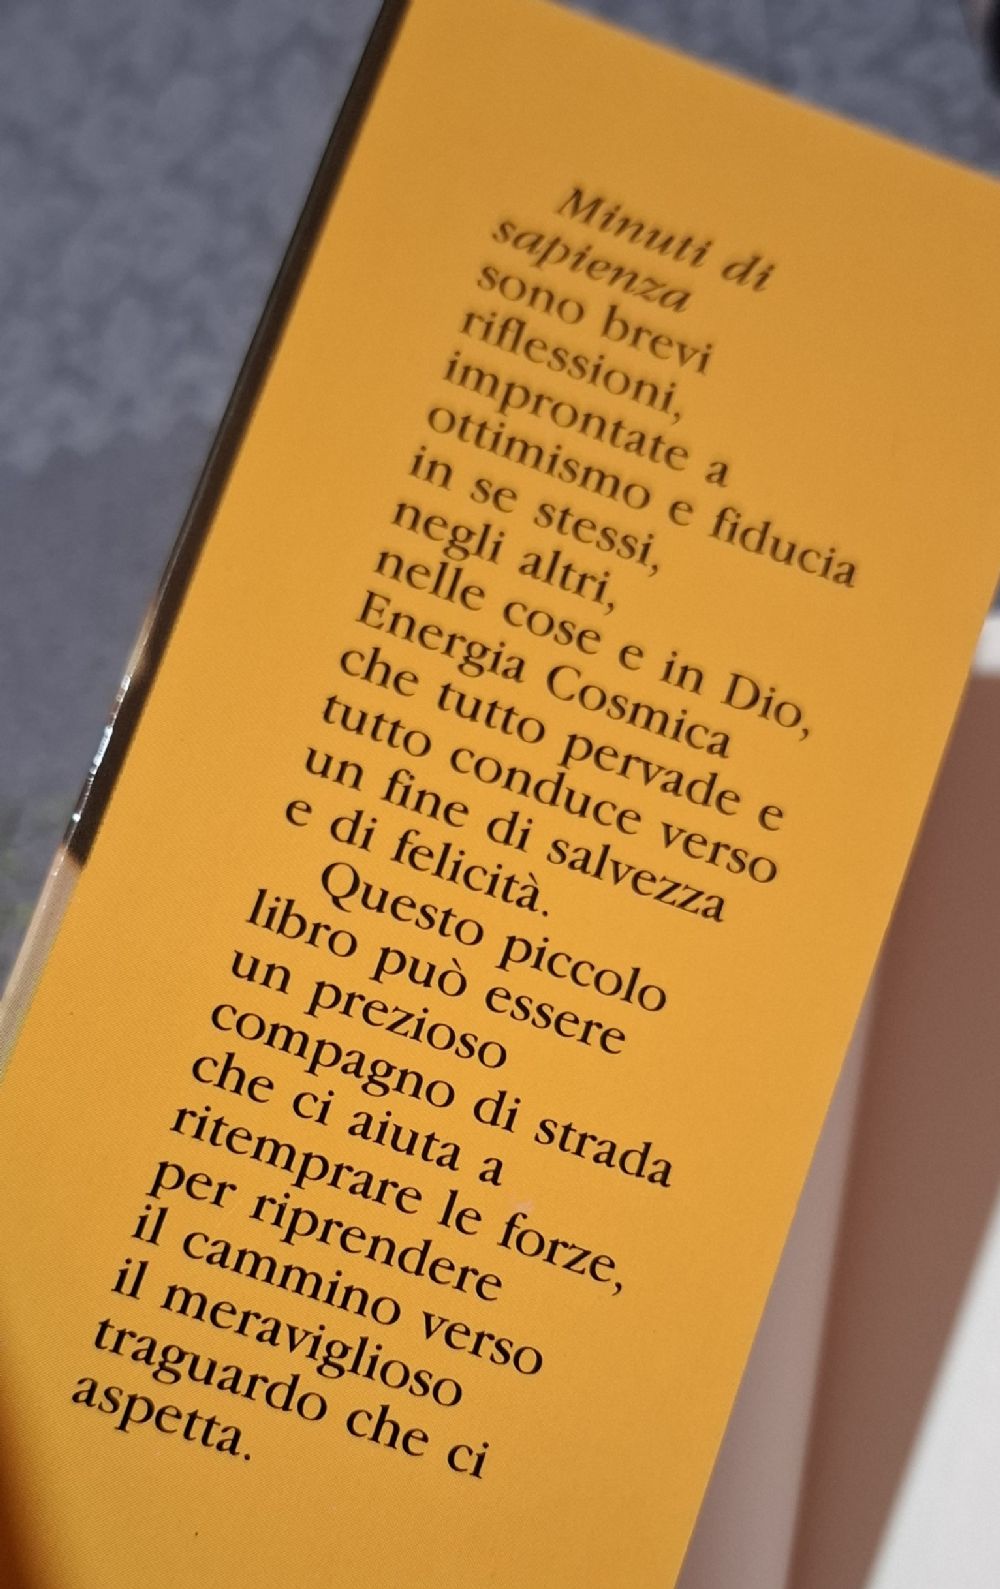 Minuti di
sapienza
sono brevi
riflessioni,
improntate a
ottimismo e fiducia
in se stessi,
negli altri,
nelle cose e in Dio,
Energia Cosmica
che tutto pervade e
tutto conduce verso
un fine di salvezza
e di felicità.
Questo piccolo
libro può essere
un prezioso
compagno di strada
che ci aiuta a
ritemprare le forze,
per riprendere
il cammino verso
il meraviglioso
traguardo che ci
aspetta.